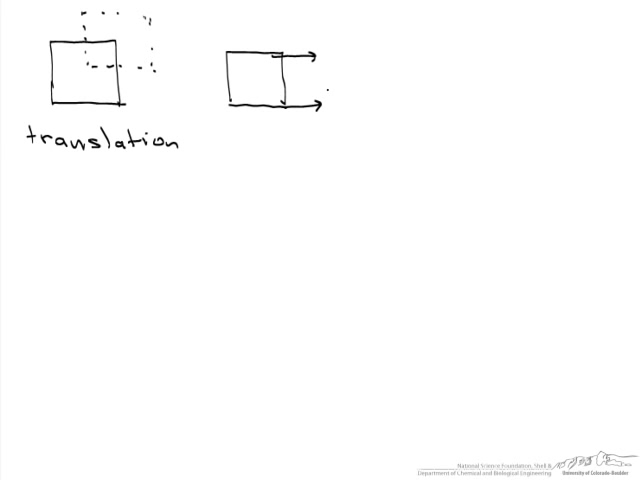 translation
National Science Foundation, Shell &
Department of Chemical and Biological Engineering
University of Colorado-Boulder